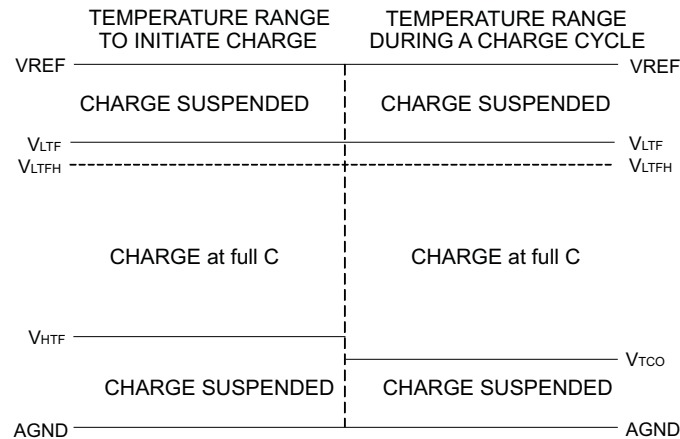 TEMPERATURE RANGE
TO INITIATE CHARGE
TEMPERATURE RANGE
DURING A CHARGE CYCLE
VREF
VREF
CHARGE SUSPENDED
CHARGE SUSPENDED
VLTF
VLTF
VLTFH
VLTFH
CHARGE at full C
CHARGE at full C
VHTF
VTCO
CHARGE SUSPENDED
CHARGE SUSPENDED
AGND
AGND